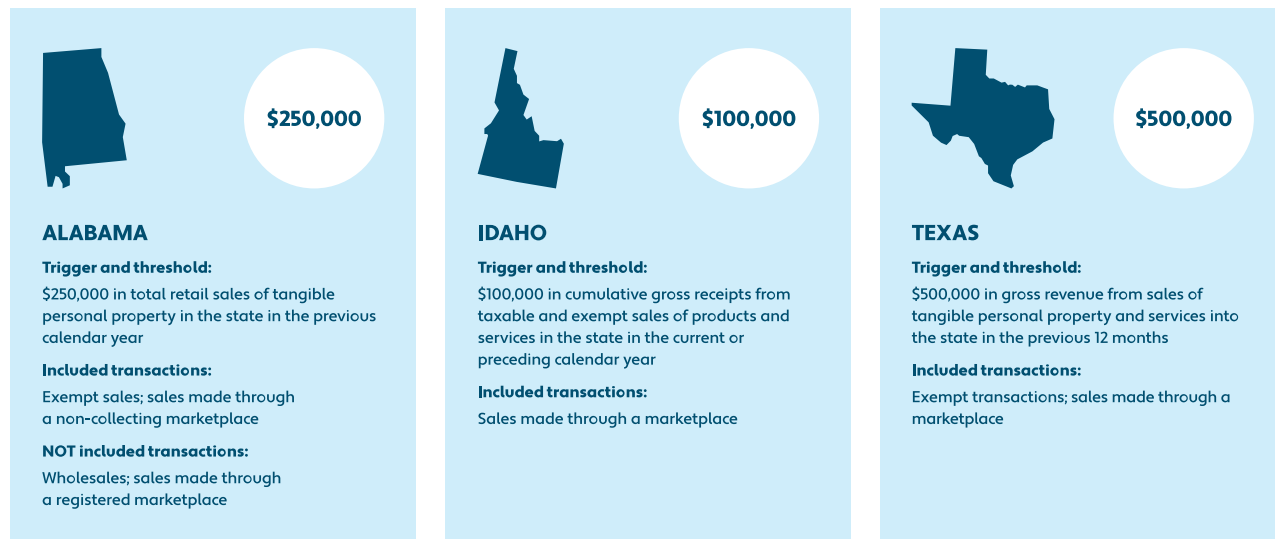 $250,000
ALABAMA
Trigger and threshold:
$250,000 in total retail sales of tangible
personal property in the state in the previous
calendar year
Included transactions:
Exempt sales; sales made through
a non-collecting marketplace
NOT included transactions:
Wholesales; sales made through
a registered marketplace
$100,000
IDAHO
Trigger and threshold:
$100,000 in cumulative gross receipts from
taxable and exempt sales of products and
services in the state in the current or
preceding calendar year
Included transactions:
Sales made through a marketplace
$500,000
TEXAS
Trigger and threshold:
$500,000 in gross revenue from sales of
tangible personal property and services into
the state in the previous 12 months
Included transactions:
Exempt transactions; sales made through a
marketplace